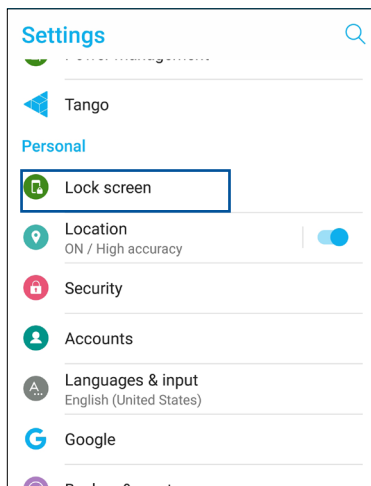 Settings
Tango
Personal
Lock screen
Location
ON / High accuracy
Security
Accounts
Languages & input
English (United States)
Google